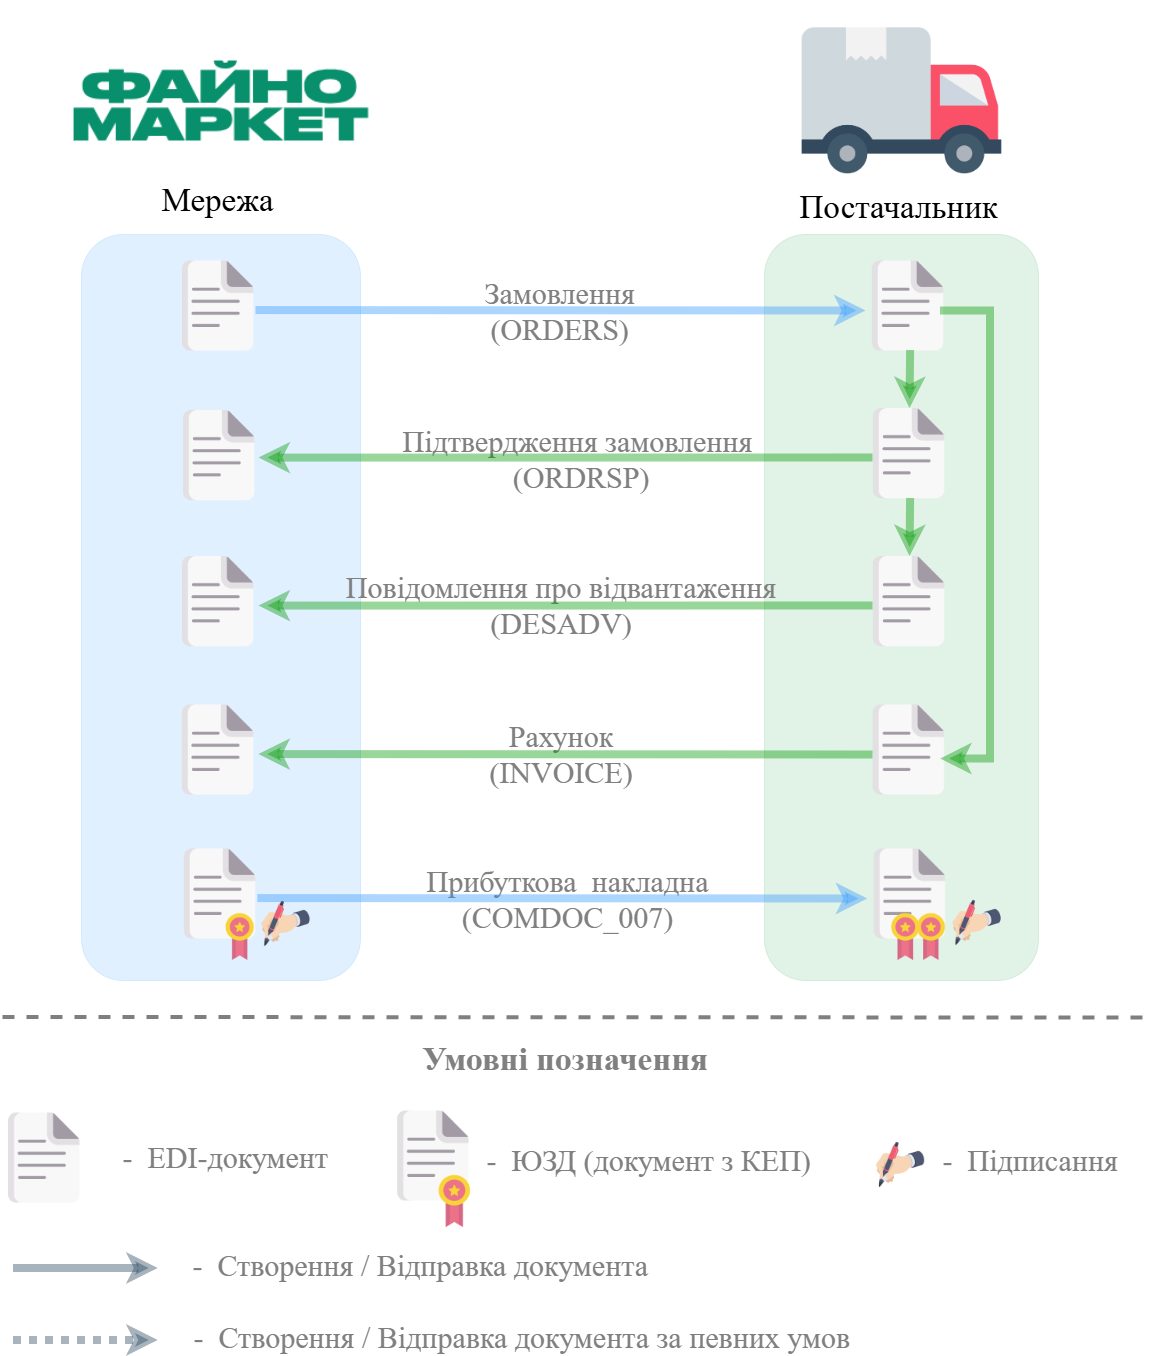 ФАЙНО
МАРКЕТ
Мережа
Постачальник
Замовлення
(ORDERS)
Підтвердження замовлення
(ORDRSP)
Повідомлення про відвантаження
(DESADV)
Рахунок
(INVOICE)
Прибуткова накладна
(COMDOC_007)
Умовні позначення
- EDI-документ
- ЮЗД (документ з КЕП)
- Підписання
- Створення / Відправка документа
- Створення / Відправка документа за певних умов